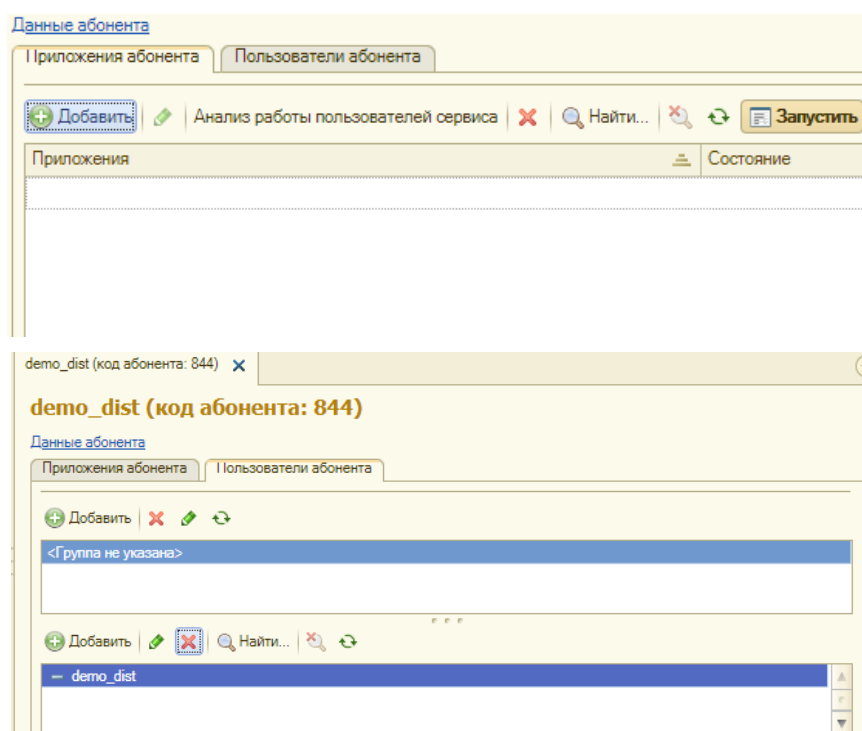 Данные абонента
Приложения абонента Пользователи абонента
Добавить Анализ работы пользователей сервиса Найти... Запустить
Приложения Состояние
demo_dist (код абонента: 844)
demo_dist (код абонента: 844)
Данные абонента
Приложения абонента Пользователи абонента
Добавить
<Группа не указана>
Добавить Найти...
demo_dist